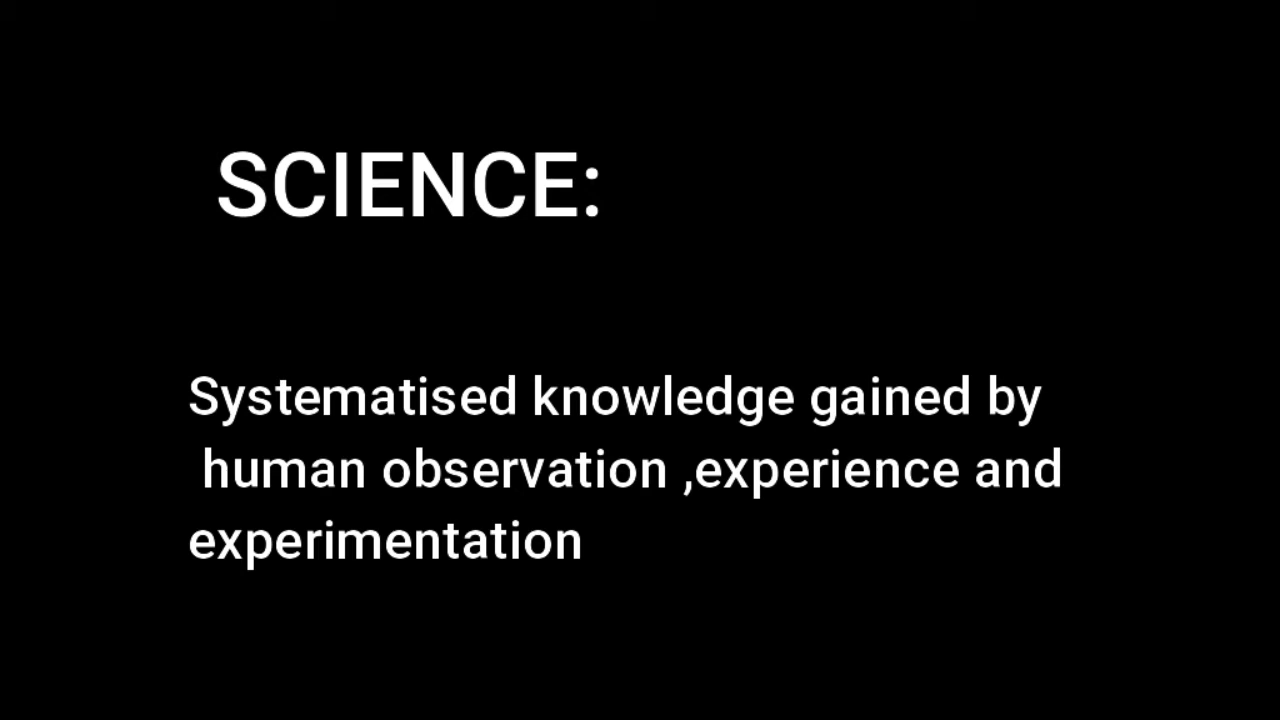 SCIENCE:
Systematised knowledge gained by
human observation ,experience and
experimentation